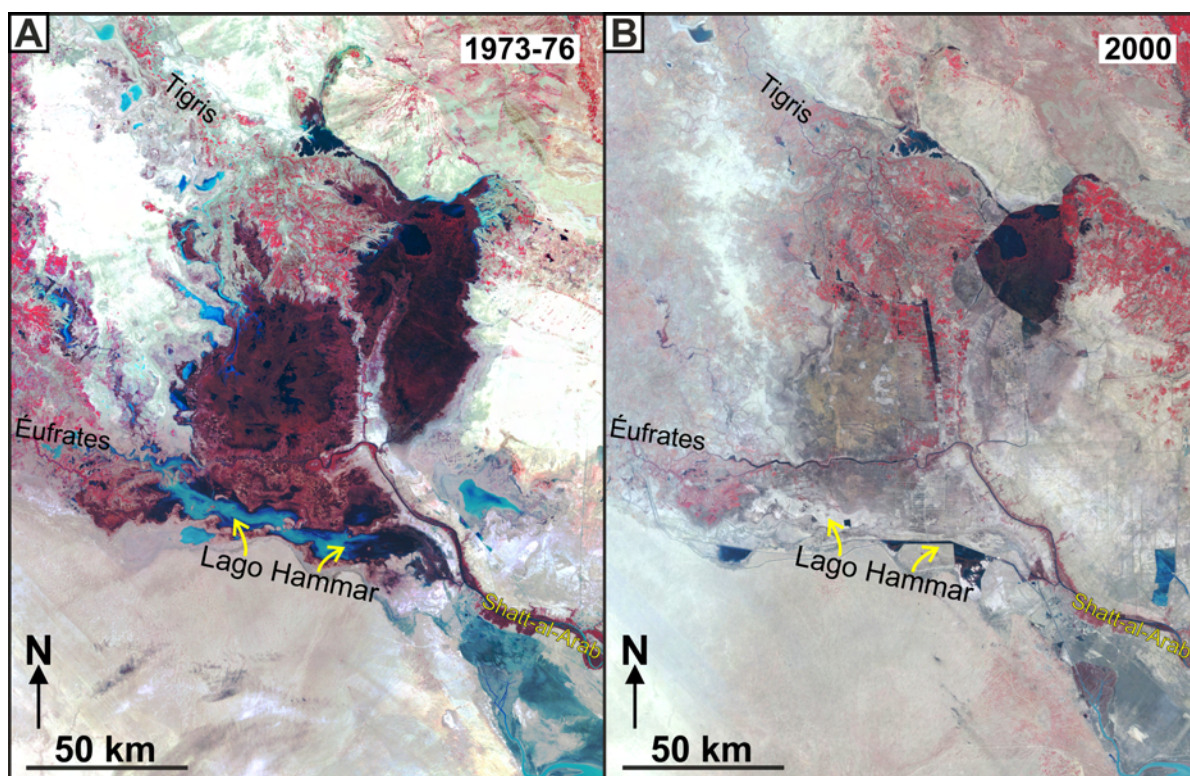 A
1973-76
Tigris
Éufrates
Lago Hammar
Shatt-al-Arab
N
50 km
B
2000
Tigris
Éufrates
Lago Hammar
Shatt-al-Arab
N
50 km